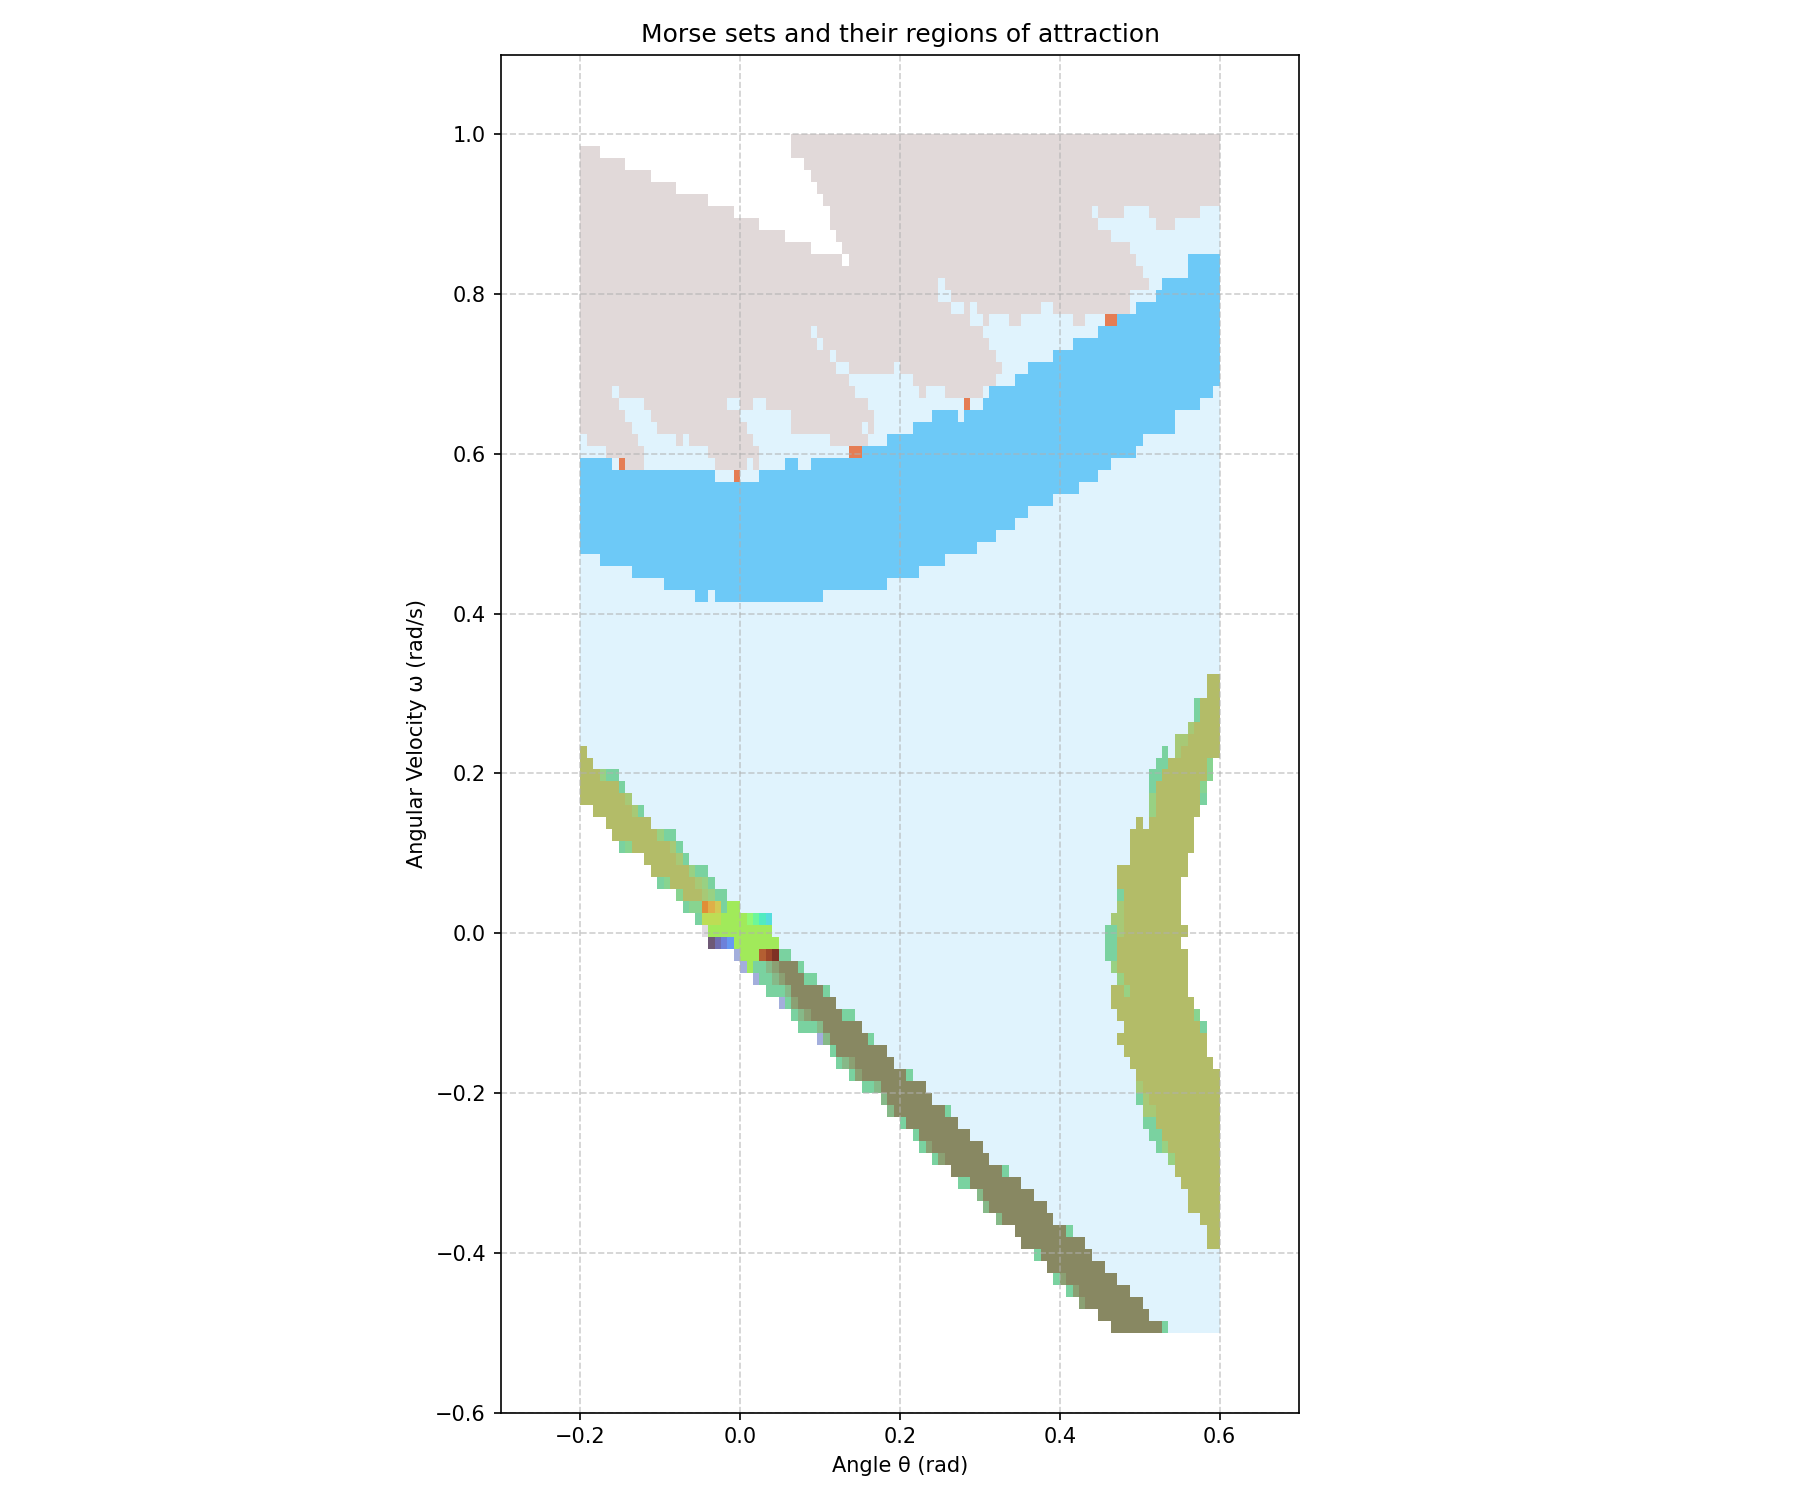 Morse sets and their regions of attraction
1.0
0.8
0.6
0.4
0.2
0.0
−0.2
−0.4
−0.6
Angular Velocity ω (rad/s)
−0.2 0.0 0.2 0.4 0.6
Angle θ (rad)